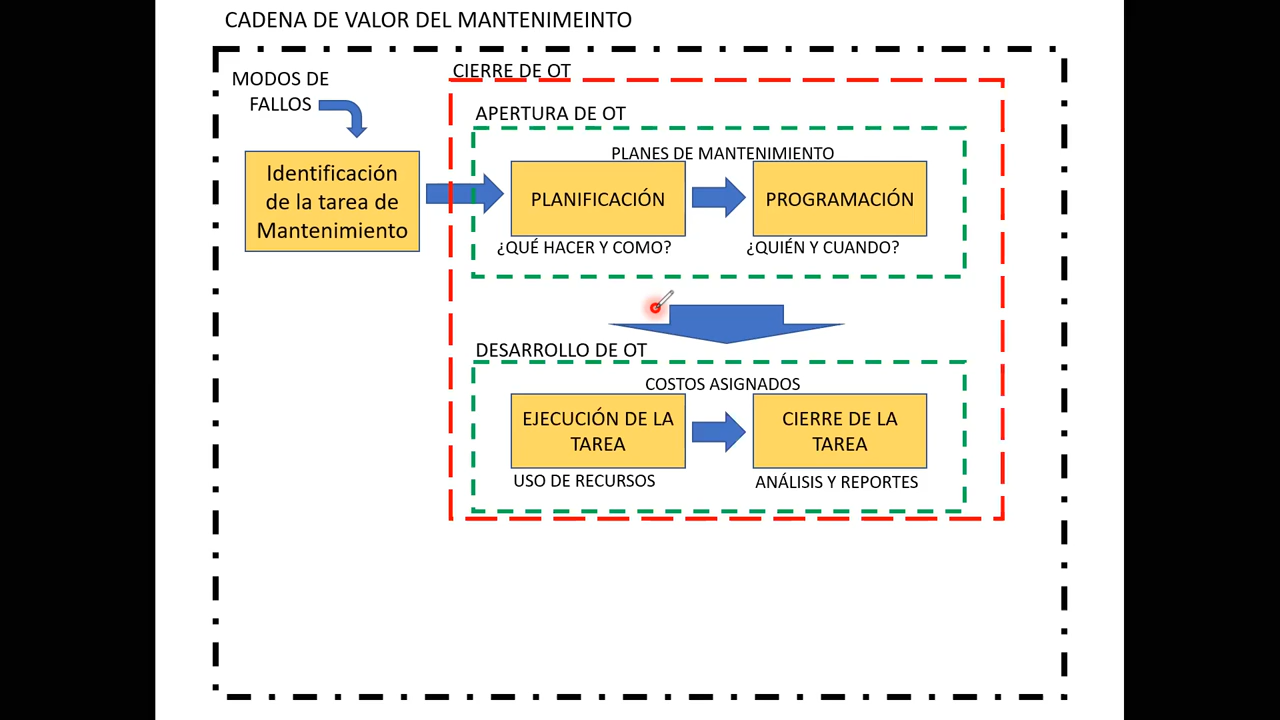 CADENA DE VALOR DEL MANTENIMEINTO
MODOS DE
FALLOS
Identificación
de la tarea de
Mantenimiento
CIERRE DE OT
APERTURA DE OT
PLANES DE MANTENIMIENTO
PLANIFICACIÓN
PROGRAMACIÓN
¿QUÉ HACER Y COMO?
¿QUIÉN Y CUANDO?
DESARROLLO DE OT
COSTOS ASIGNADOS
EJECUCIÓN DE LA
TAREA
CIERRE DE LA
TAREA
USO DE RECURSOS
ANÁLISIS Y REPORTES